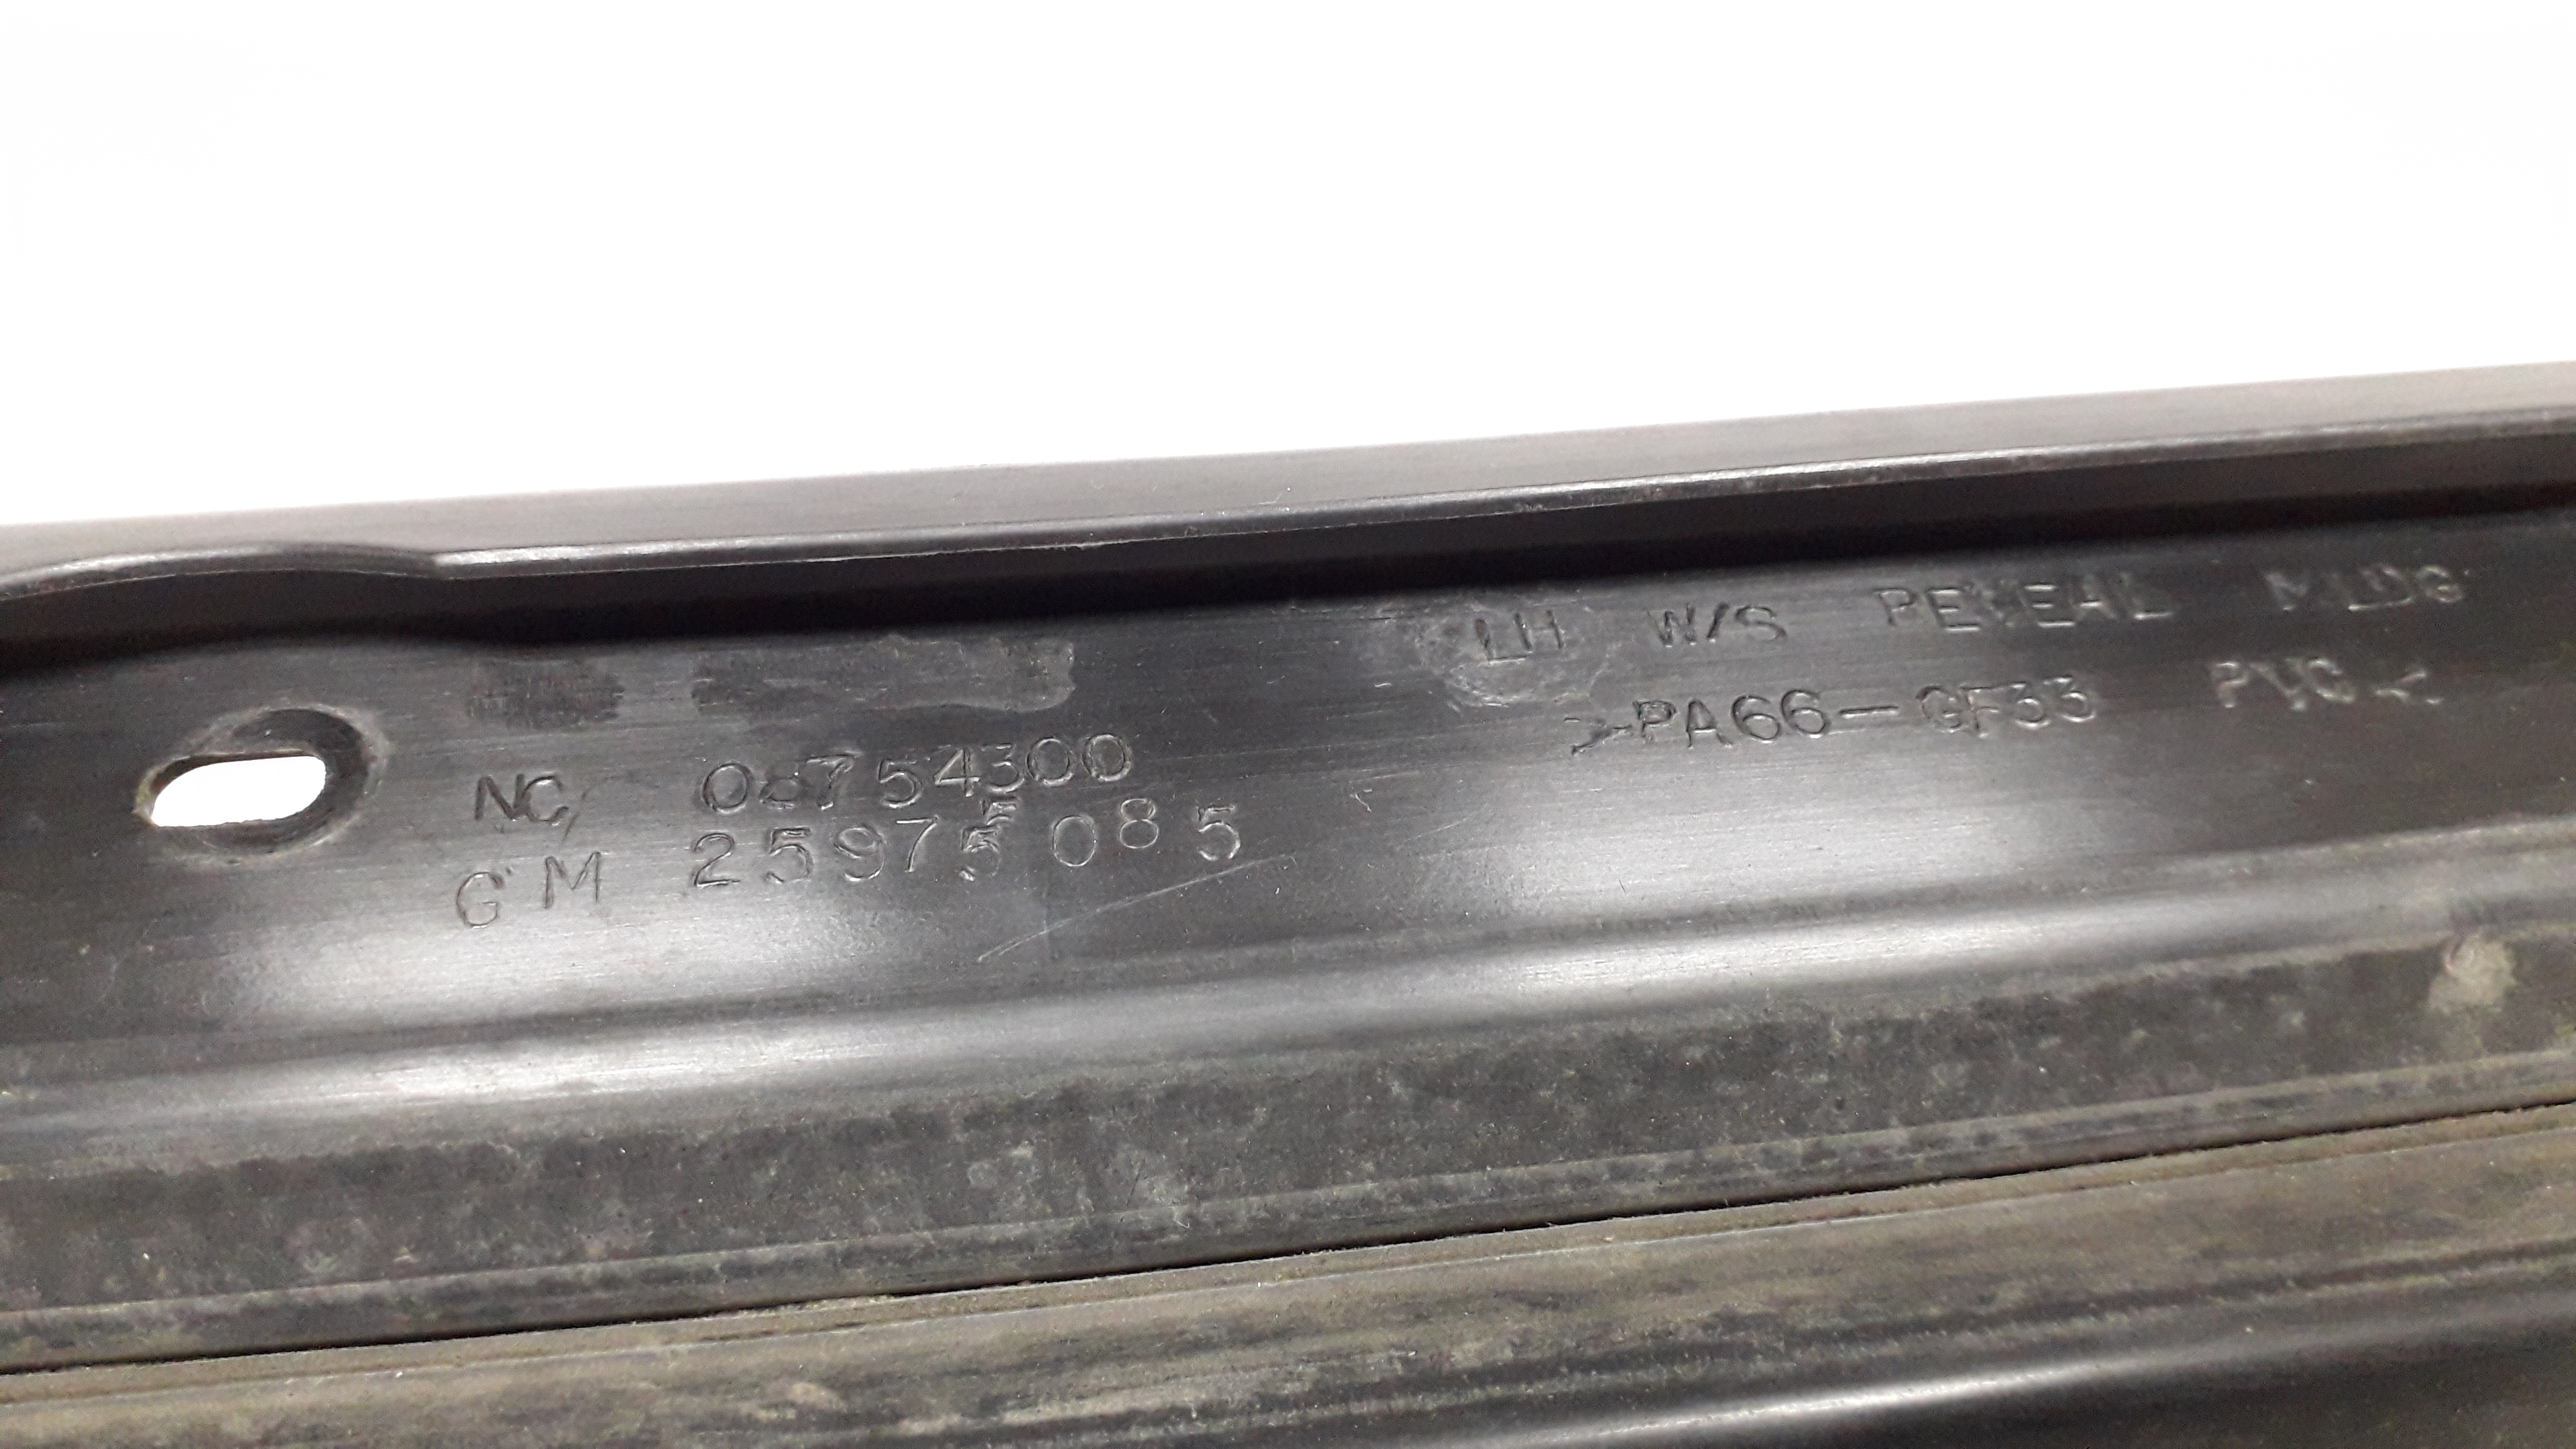 LH W/S REVEAL MLDG
>PA66-GF33 PVC<
NC 08754300
GM 25975085